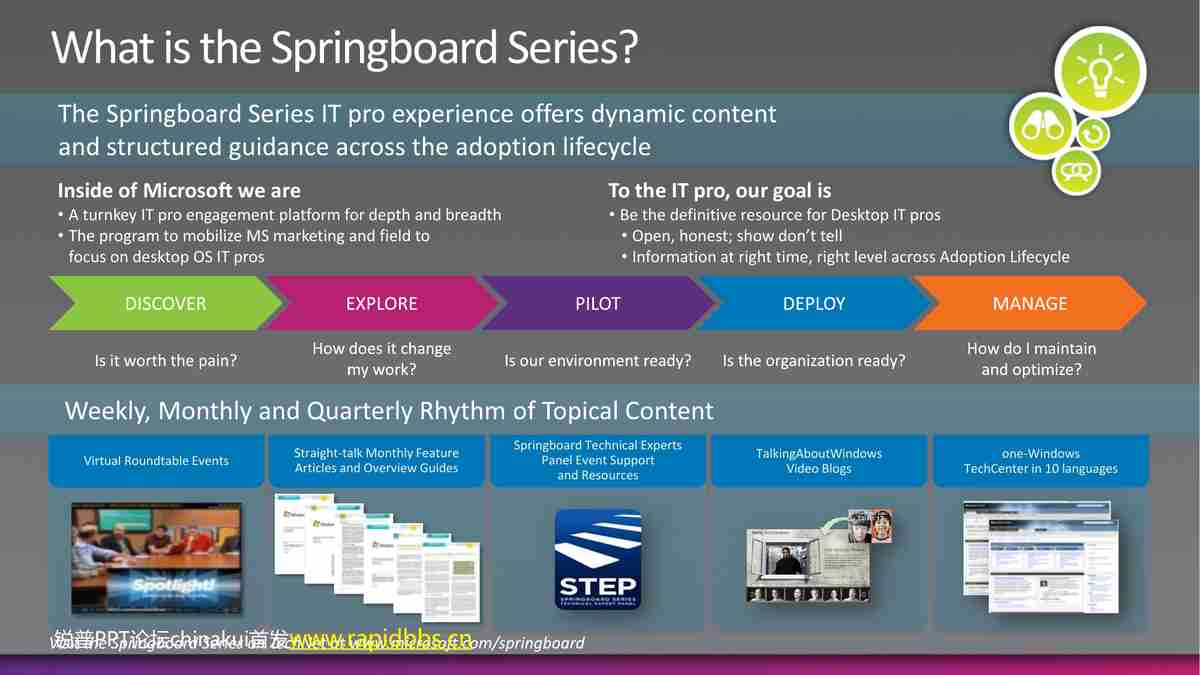 What is the Springboard Series?
The Springboard Series IT pro experience offers dynamic content
and structured guidance across the adoption lifecycle
Inside of Microsoft we are
• A turnkey IT pro engagement platform for depth and breadth
• The program to mobilize MS marketing and field to
focus on desktop OS IT pros
To the IT pro, our goal is
• Be the definitive resource for Desktop IT pros
• Open, honest; show don't tell
• Information at right time, right level across Adoption Lifecycle
DISCOVER
EXPLORE
PILOT
DEPLOY
MANAGE
Is it worth the pain?
How does it change
my work?
Is our environment ready?
Is the organization ready?
How do I maintain
and optimize?
Weekly, Monthly and Quarterly Rhythm of Topical Content
Virtual Roundtable Events
Straight-talk Monthly Feature
Articles and Overview Guides
Springboard Technical Experts
Panel Event Support
and Resources
TalkingAboutWindows
Video Blogs
one-Windows
TechCenter in 10 languages
Spotlight!
STEP
SPRINGBOARD SERIES
TECHNICAL EXPERT PANEL
锐普PPT论坛chinakui首发www.rapidbbs.cn
Visit the Springboard Series on TechNet at www.microsoft.com/springboard